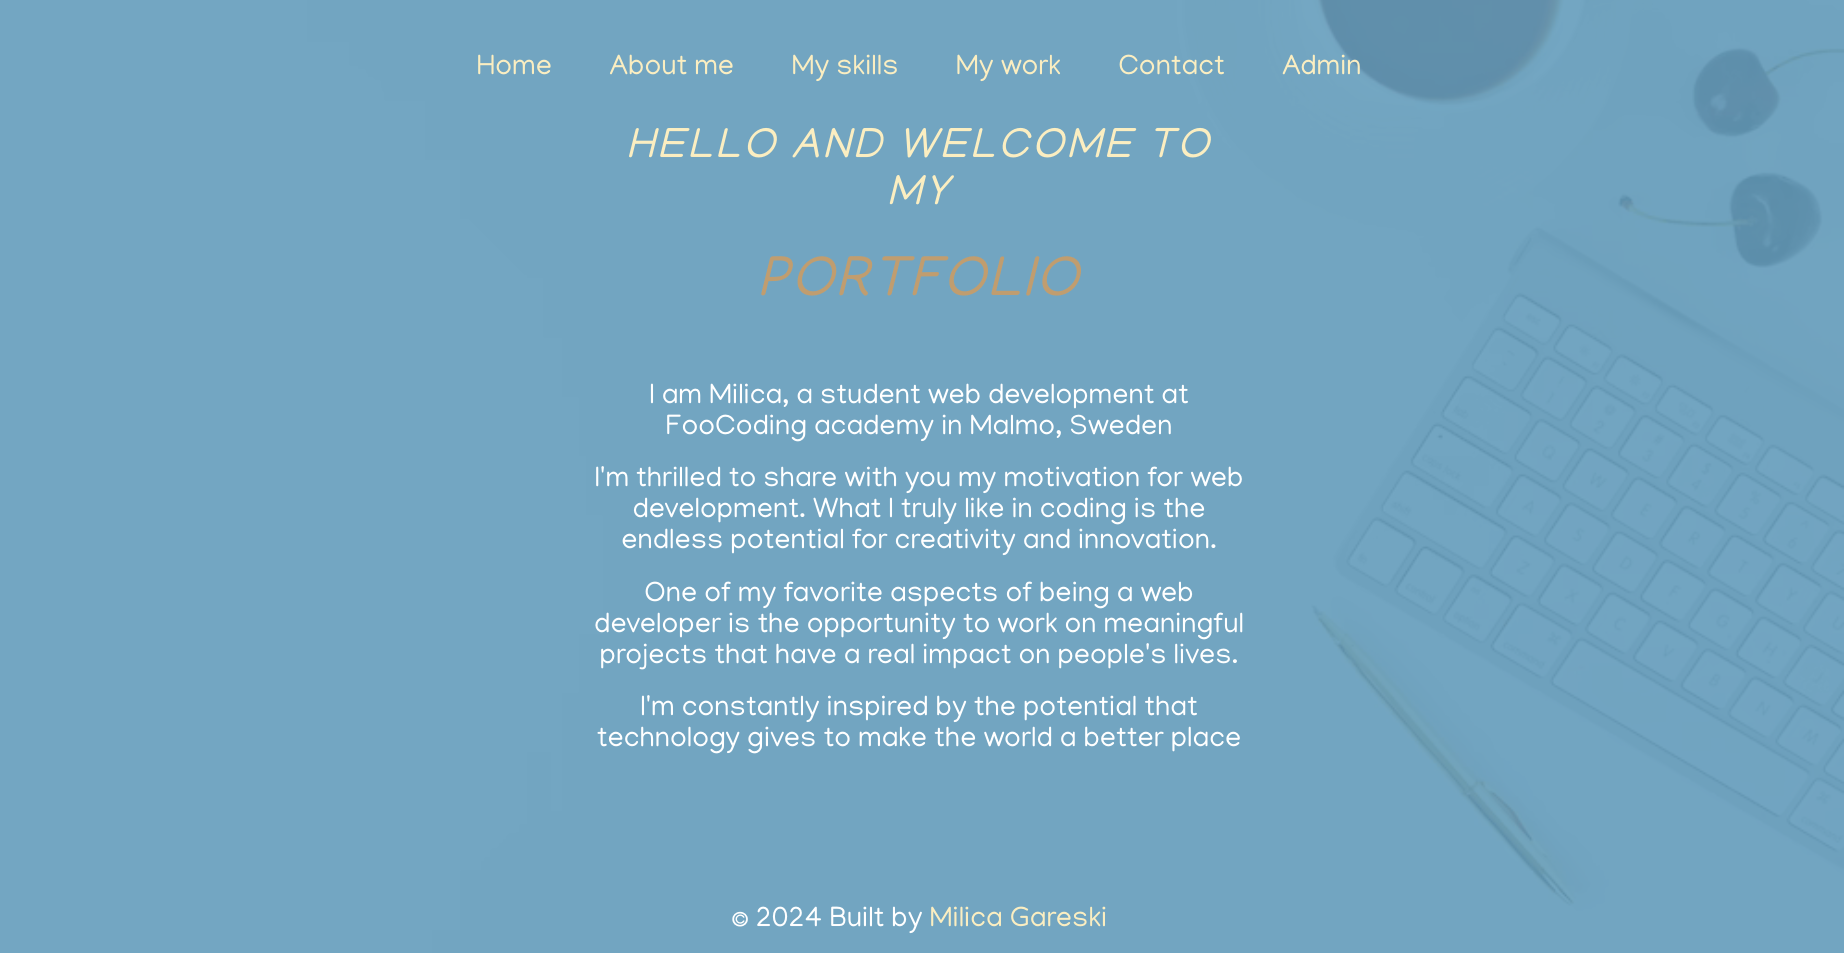 Home About me My skills My work Contact Admin
HELLO AND WELCOME TO
MY
PORTFOLIO
I am Milica, a student web development at
FooCoding academy in Malmo, Sweden
I'm thrilled to share with you my motivation for web
development. What I truly like in coding is the
endless potential for creativity and innovation.
One of my favorite aspects of being a web
developer is the opportunity to work on meaningful
projects that have a real impact on people's lives.
I'm constantly inspired by the potential that
technology gives to make the world a better place
© 2024 Built by Milica Gareski